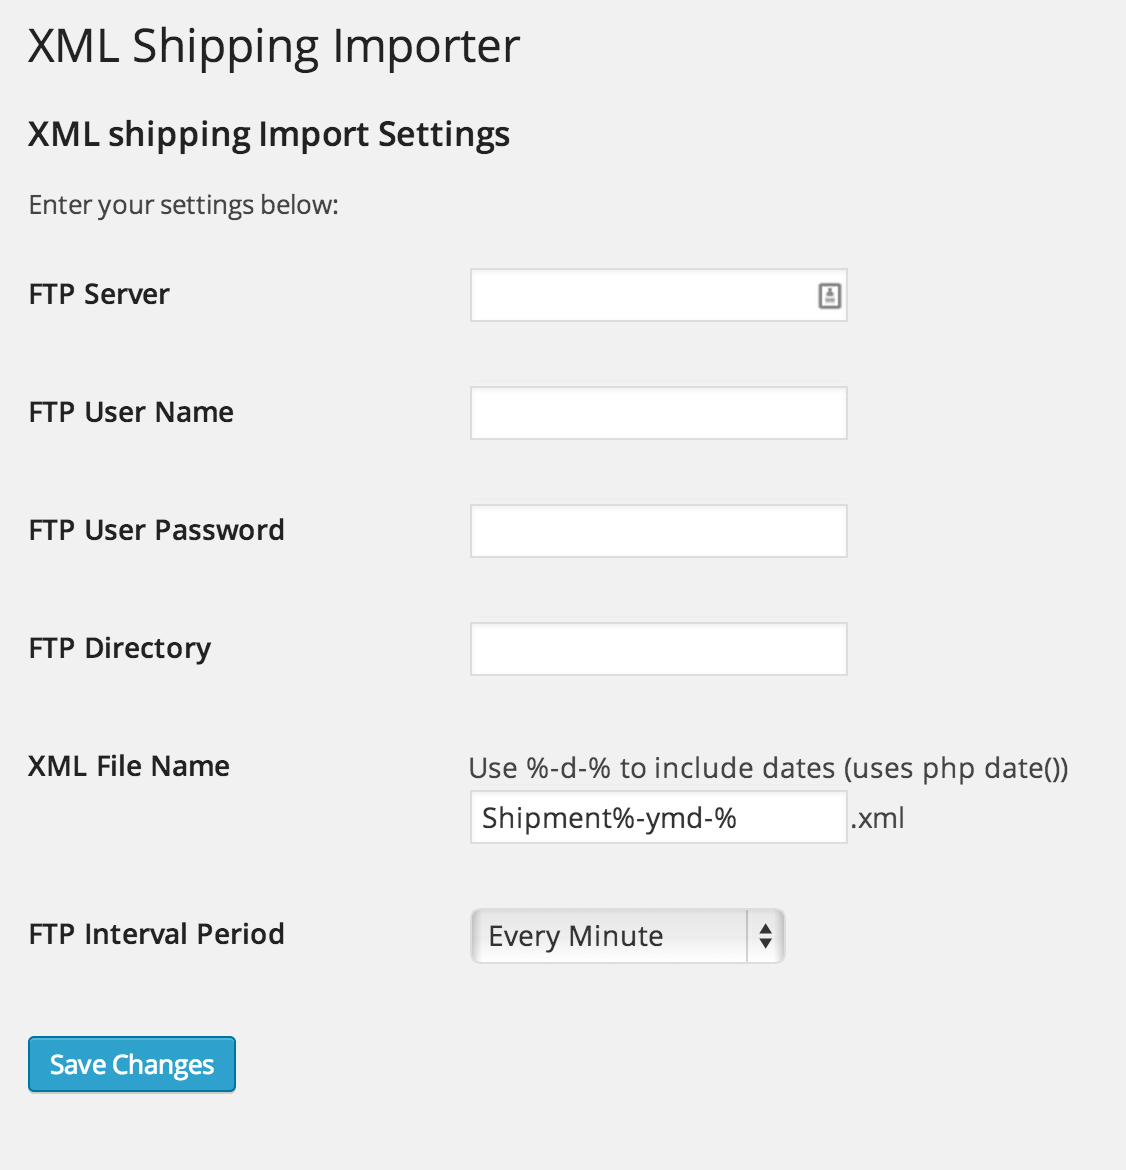 XML Shipping Importer
XML shipping Import Settings
Enter your settings below:
FTP Server
FTP User Name
FTP User Password
FTP Directory
XML File Name
Use %-d-% to include dates (uses php date())
Shipment%-ymd-% .xml
FTP Interval Period
Every Minute
Save Changes